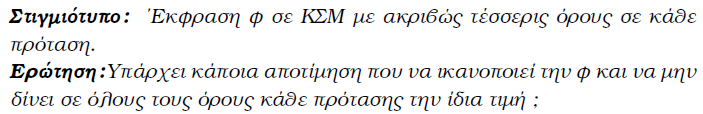 Στιγμιότυπο: Έκφραση φ σε ΚΣΜ με ακριβώς τέσσερις όρους σε κάθε
πρόταση.
Ερώτηση:Υπάρχει κάποια αποτίμηση που να ικανοποιεί την φ και να μην
δίνει σε όλους τους όρους κάθε πρότασης την ίδια τιμή ;